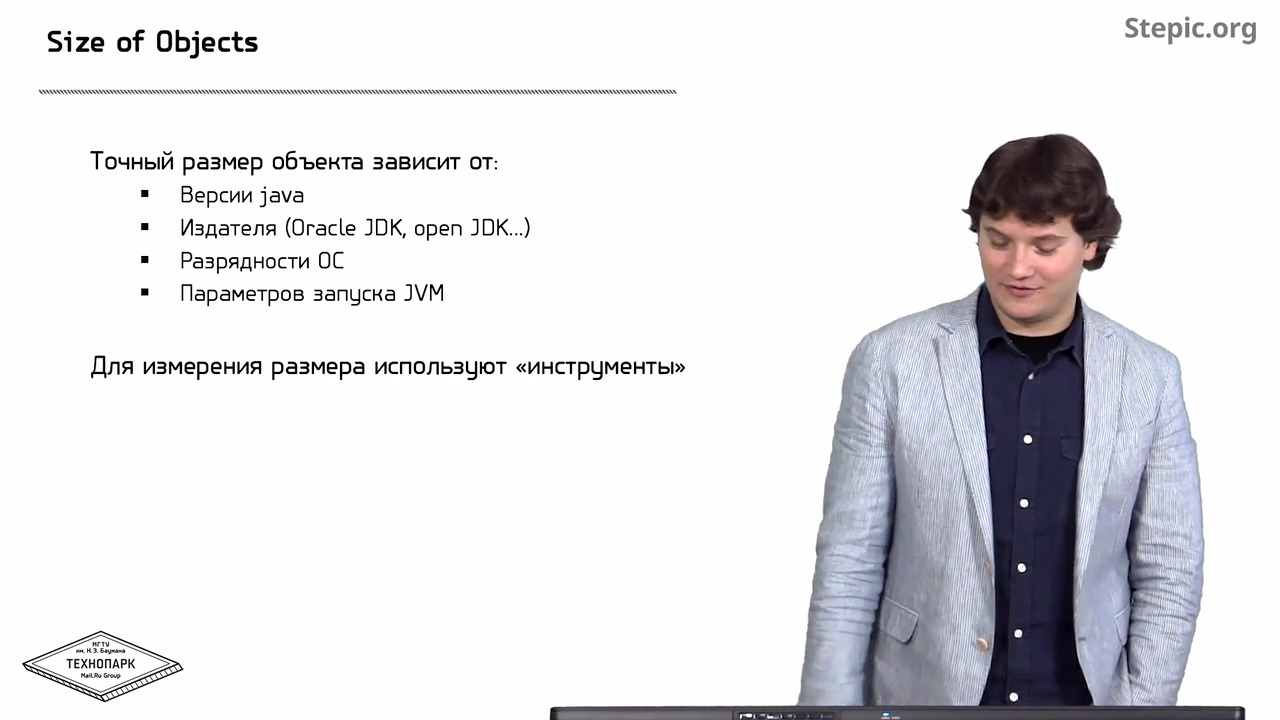 Size of Objects
Stepic.org
Точный размер объекта зависит от:
Версии java
Издателя (Oracle JDK, open JDK...)
Разрядности ОС
Параметров запуска JVM
Для измерения размера используют «инструменты»
МГТУ
им. Н.Э. Баумана
ТЕХНОПАРК
Mail.Ru Group